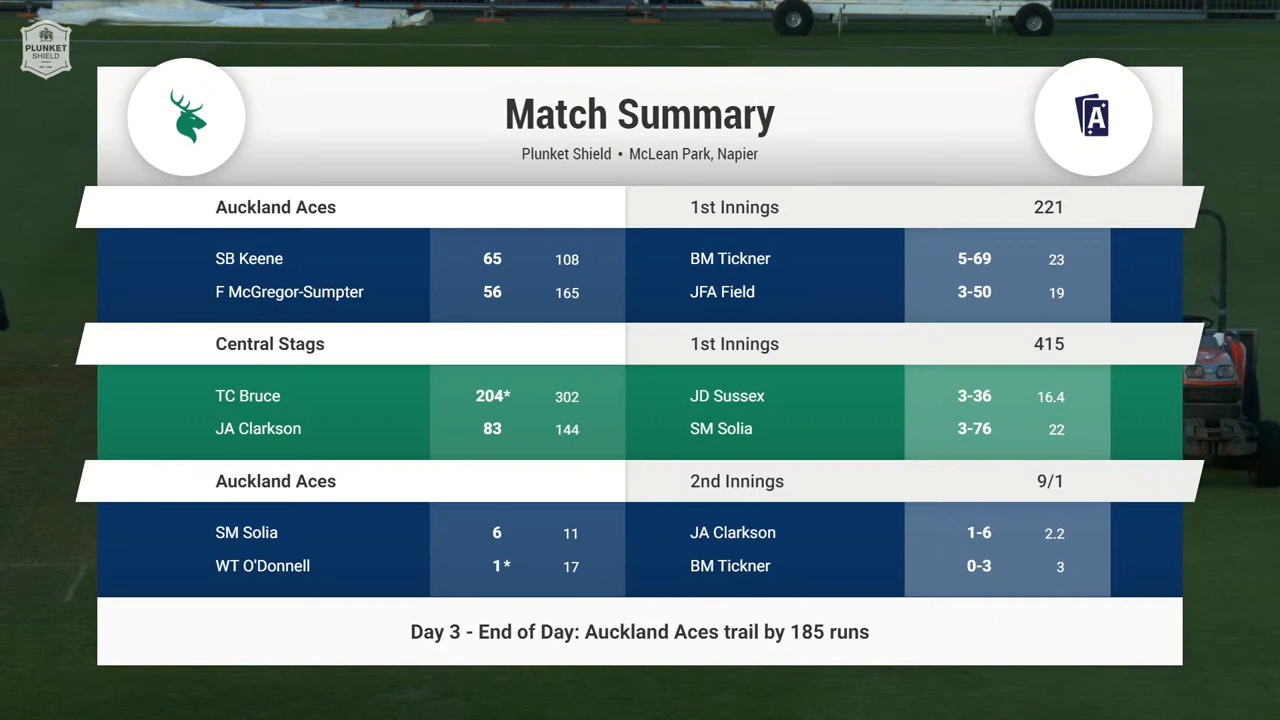 PLUNKET
SHIELD
A
Match Summary
Plunket Shield • McLean Park, Napier
Auckland Aces 1st Innings 221
SB Keene 65 108 BM Tickner 5-69 23
F McGregor-Sumpter 56 165 JFA Field 3-50 19
Central Stags 1st Innings 415
TC Bruce 204* 302 JD Sussex 3-36 16.4
JA Clarkson 83 144 SM Solia 3-76 22
Auckland Aces 2nd Innings 9/1
SM Solia 6 11 JA Clarkson 1-6 2.2
WT O'Donnell 1* 17 BM Tickner 0-3 3
Day 3 - End of Day: Auckland Aces trail by 185 runs